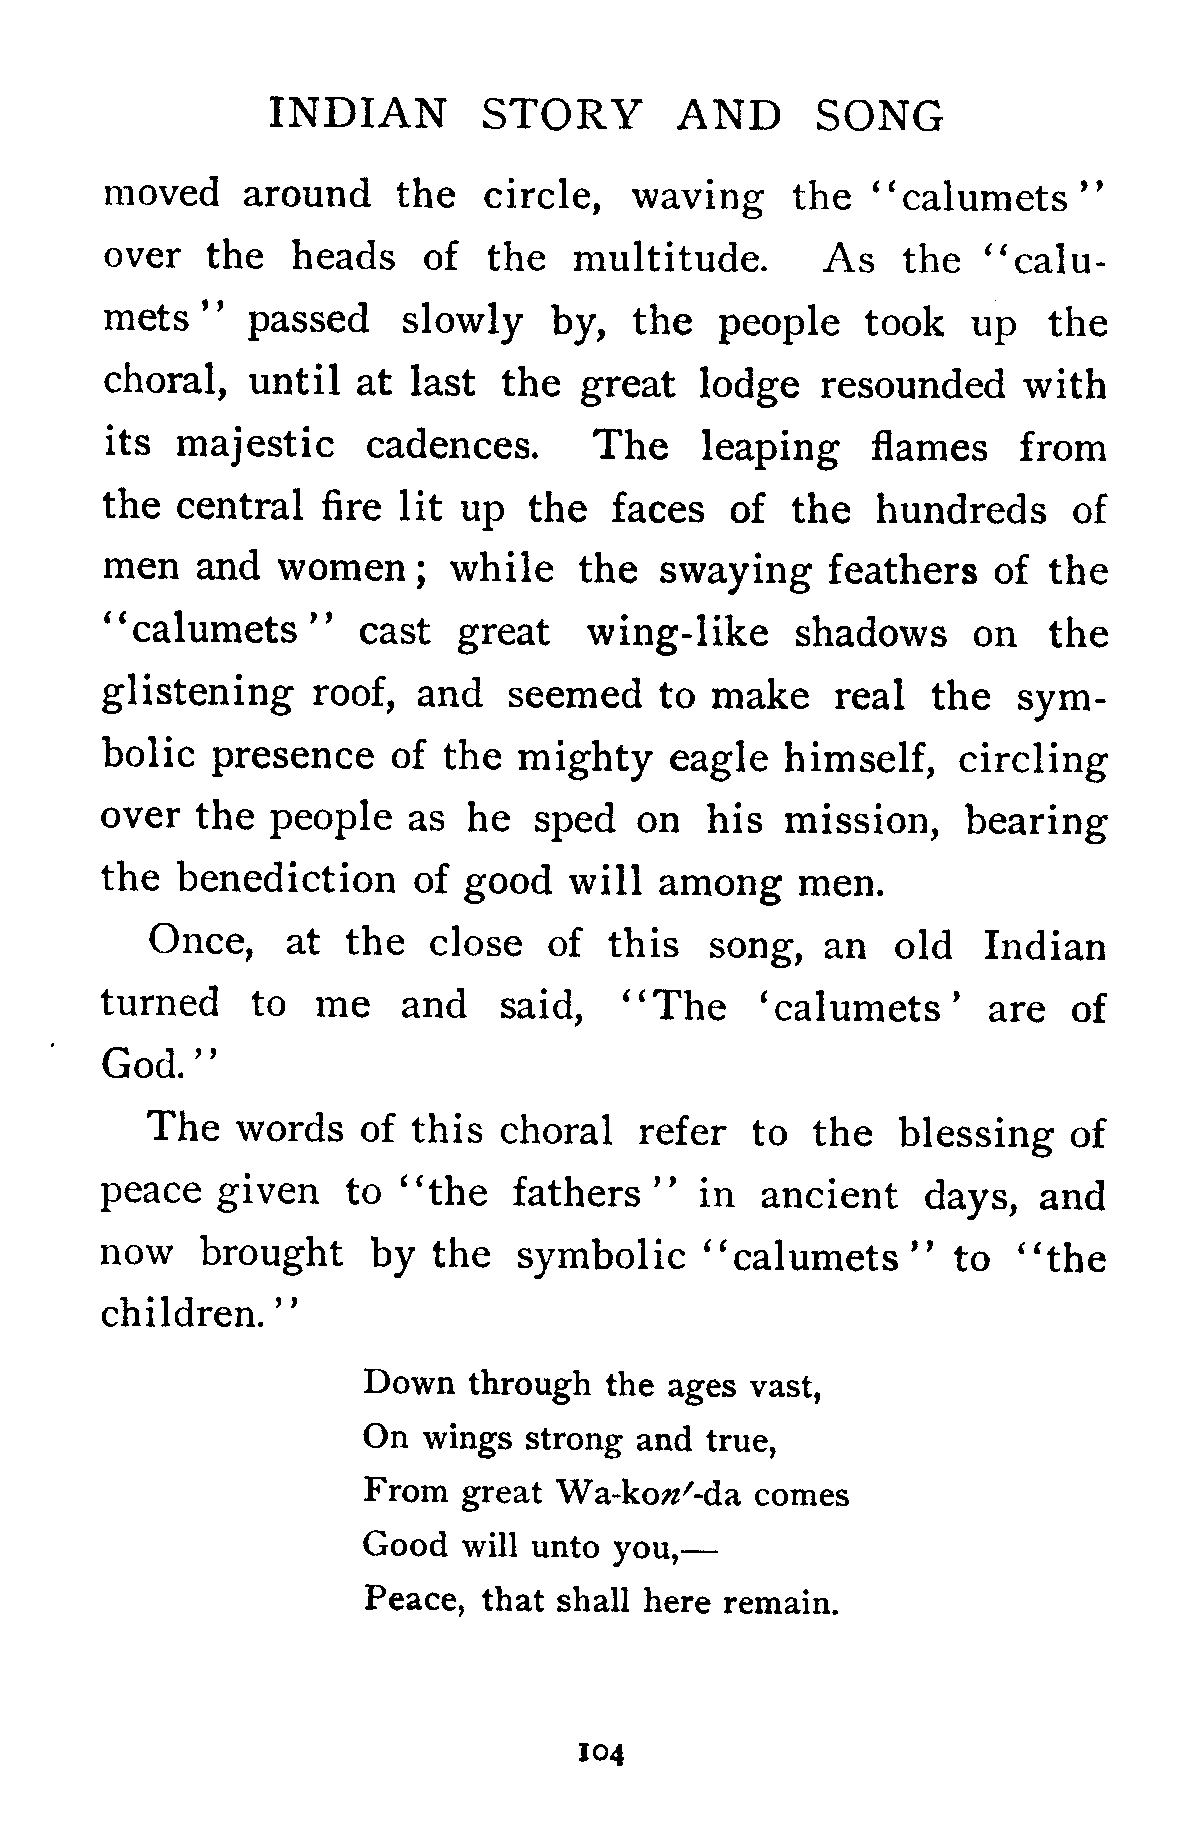 INDIAN STORY AND SONG
moved around the circle, waving the "calumets"
over the heads of the multitude. As the "calu-
mets" passed slowly by, the people took up the
choral, until at last the great lodge resounded with
its majestic cadences. The leaping flames from
the central fire lit up the faces of the hundreds of
men and women; while the swaying feathers of the
"calumets" cast great wing-like shadows on the
glistening roof, and seemed to make real the sym-
bolic presence of the mighty eagle himself, circling
over the people as he sped on his mission, bearing
the benediction of good will among men.
Once, at the close of this song, an old Indian
turned to me and said, "The 'calumets' are of
God."
The words of this choral refer to the blessing of
peace given to "the fathers" in ancient days, and
now brought by the symbolic "calumets" to "the
children."
Down through the ages vast,
On wings strong and true,
From great Wa-kon′-da comes
Good will unto you,—
Peace, that shall here remain.
104